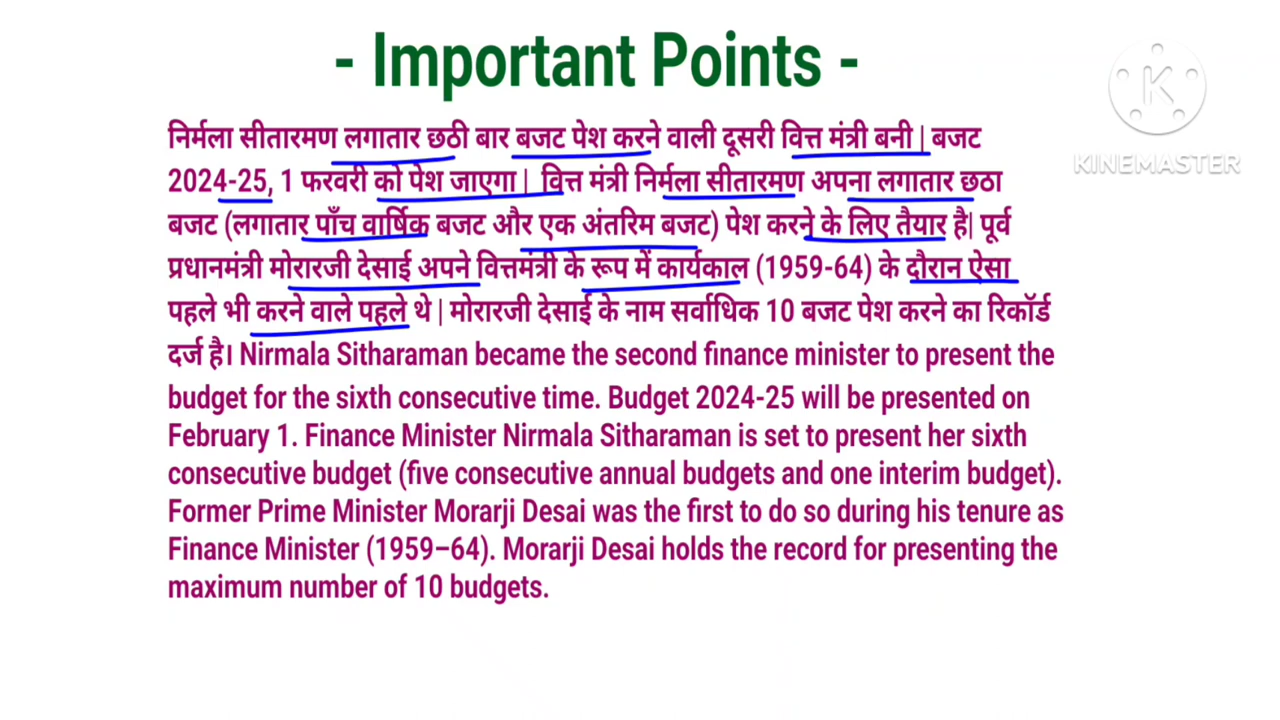 - Important Points -
निर्मला सीतारमण लगातार छठी बार बजट पेश करने वाली दूसरी वित्त मंत्री बनी | बजट
2024-25, 1 फरवरी को पेश जाएगा | वित्त मंत्री निर्मला सीतारमण अपना लगातार छठा
बजट (लगातार पाँच वार्षिक बजट और एक अंतरिम बजट) पेश करने के लिए तैयार है| पूर्व
प्रधानमंत्री मोरारजी देसाई अपने वित्तमंत्री के रूप में कार्यकाल (1959-64) के दौरान ऐसा
पहले भी करने वाले पहले थे | मोरारजी देसाई के नाम सर्वाधिक 10 बजट पेश करने का रिकॉर्ड
दर्ज है। Nirmala Sitharaman became the second finance minister to present the
budget for the sixth consecutive time. Budget 2024-25 will be presented on
February 1. Finance Minister Nirmala Sitharaman is set to present her sixth
consecutive budget (five consecutive annual budgets and one interim budget).
Former Prime Minister Morarji Desai was the first to do so during his tenure as
Finance Minister (1959–64). Morarji Desai holds the record for presenting the
maximum number of 10 budgets.
K
KINEMASTER